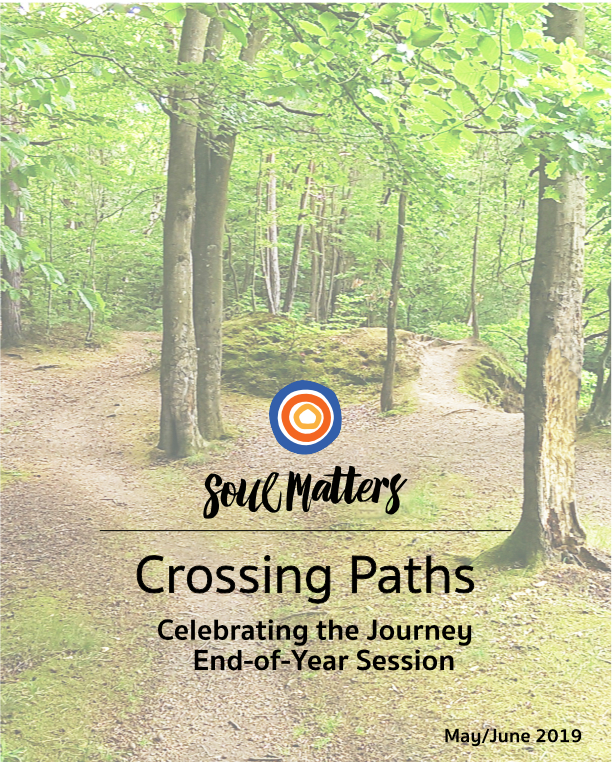 Soul Matters
Crossing Paths
Celebrating the Journey
End-of-Year Session
May/June 2019